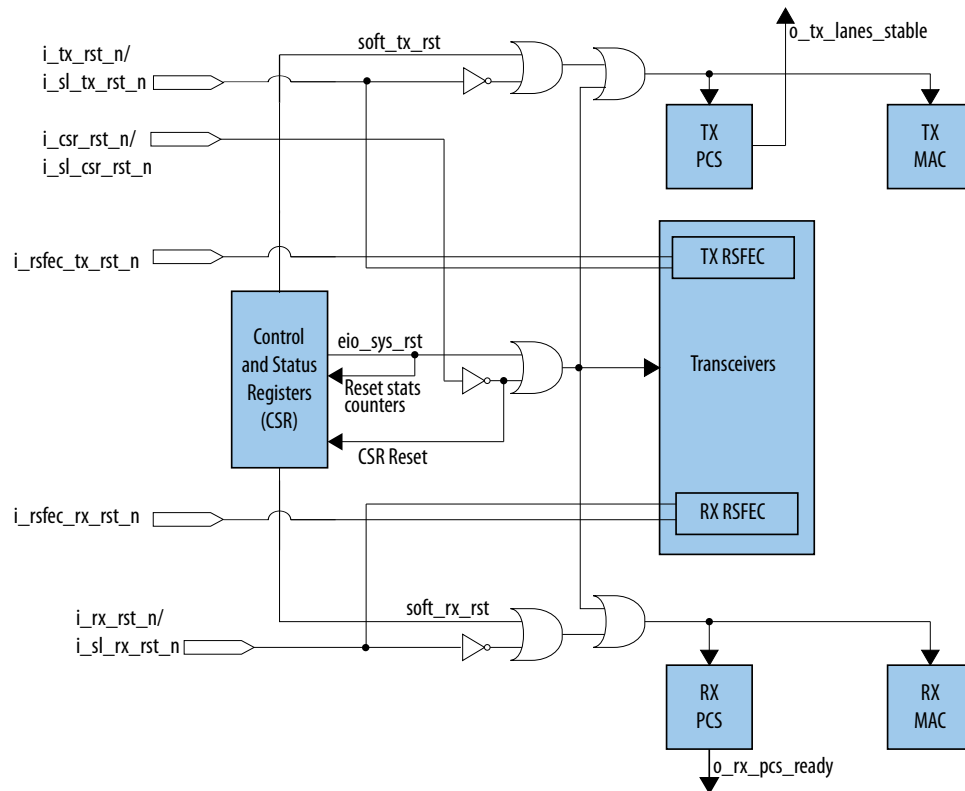 o_tx_lanes_stable
i_tx_rst_n/
i_sl_tx_rst_n
soft_tx_rst
i_csr_rst_n/
i_sl_csr_rst_n
TX
PCS
TX
MAC
i_rsfec_tx_rst_n
TX RSFEC
Control
and Status
Registers
(CSR)
eio_sys_rst
Reset stats
counters
CSR Reset
Transceivers
i_rsfec_rx_rst_n
RX RSFEC
i_rx_rst_n/
i_sl_rx_rst_n
soft_rx_rst
RX
PCS
RX
MAC
o_rx_pcs_ready